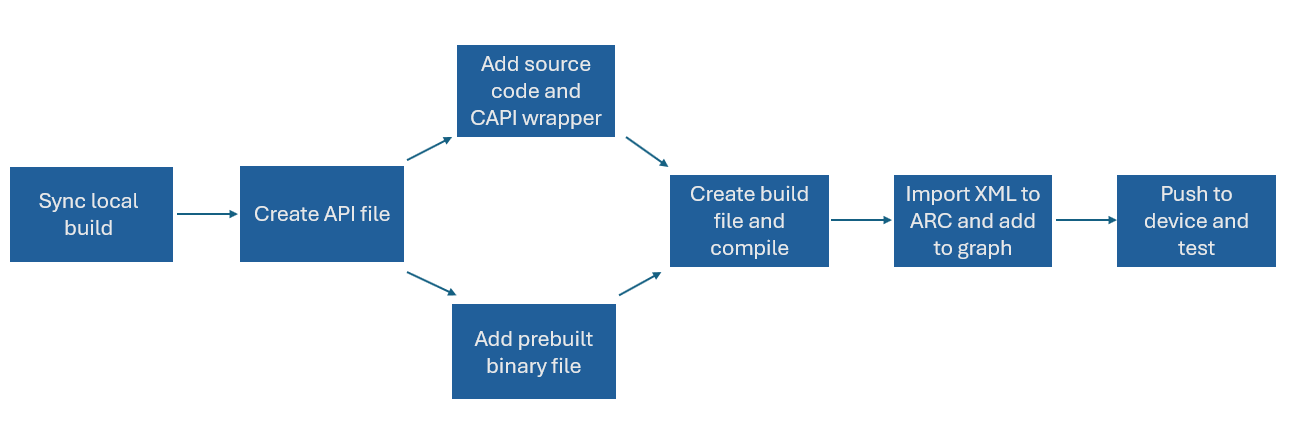 Sync local
build
Create API file
Add source
code and
CAPI wrapper
Add prebuilt
binary file
Create build
file and
compile
Import XML to
ARC and add
to graph
Push to
device and
test